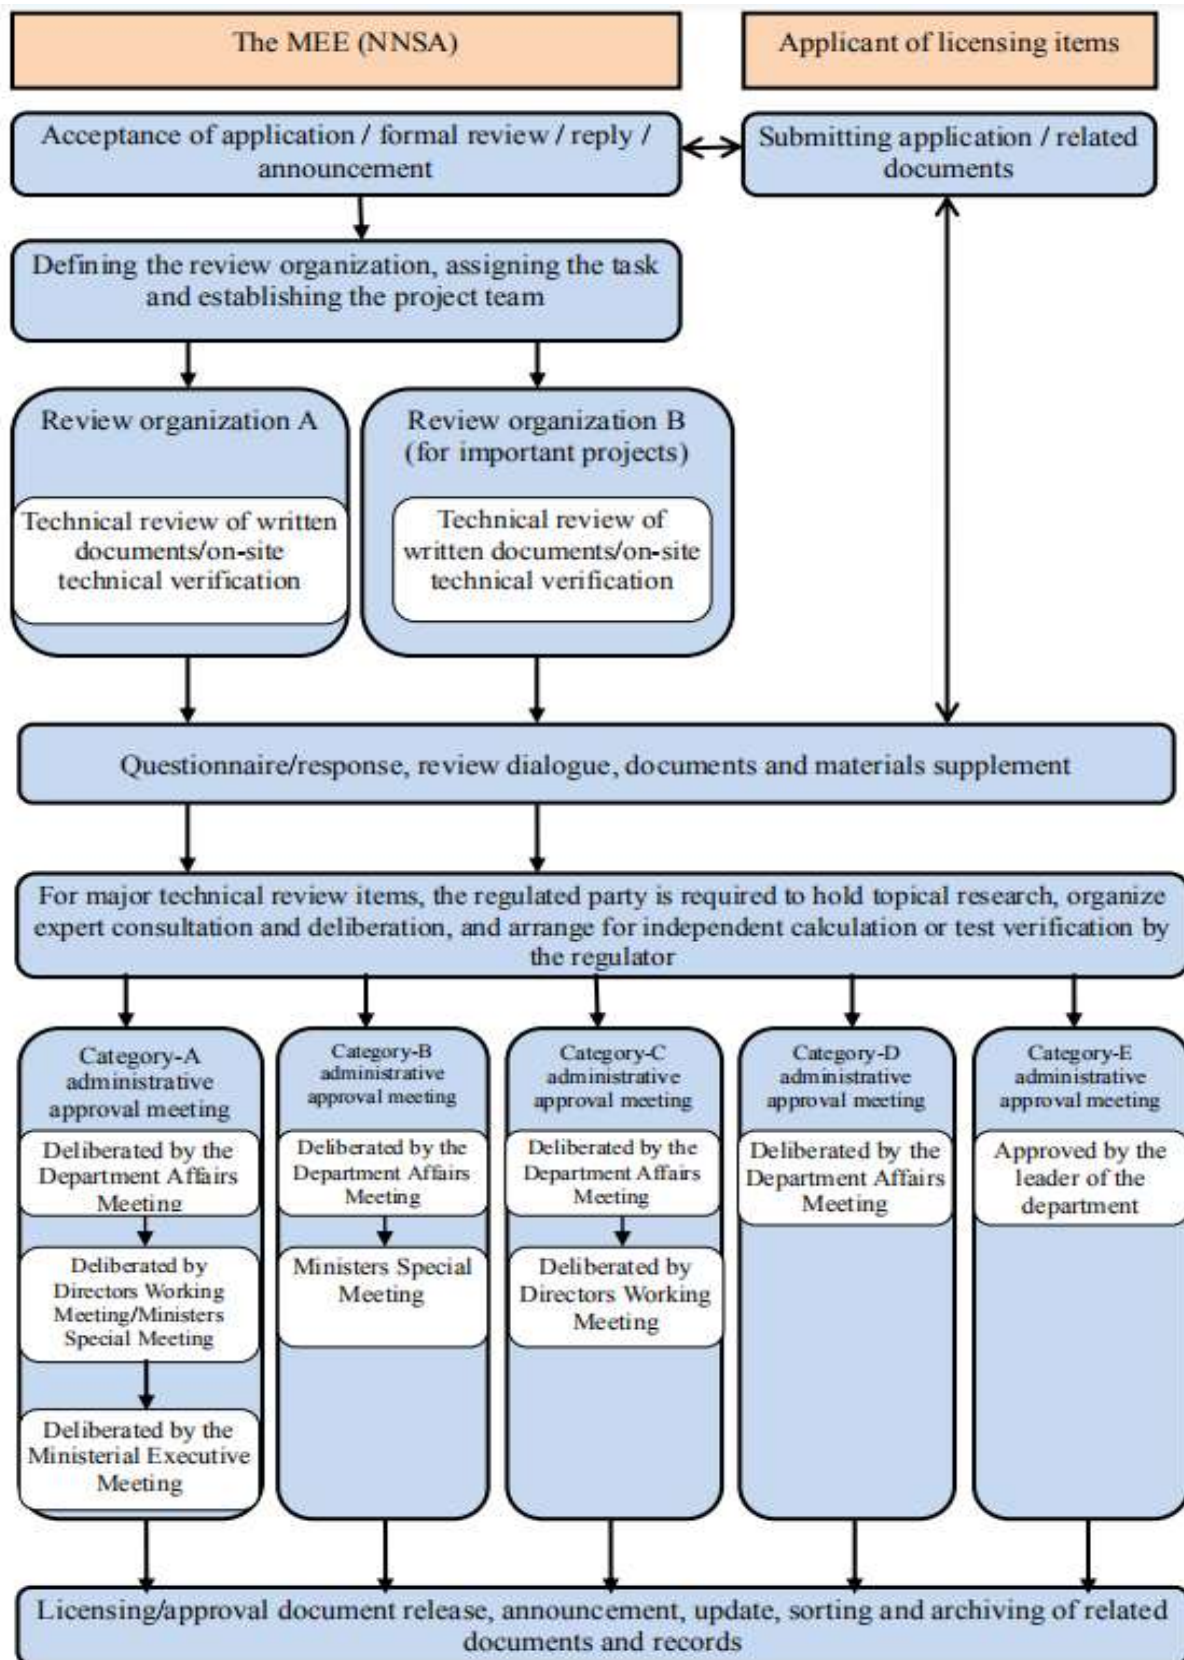 The MEE (NNSA)
Applicant of licensing items
Acceptance of application / formal review / reply /
announcement
Submitting application / related
documents
Defining the review organization, assigning the task
and establishing the project team
Review organization A
Technical review of written
documents/on-site
technical verification
Review organization B
(for important projects)
Technical review of
written documents/on-site
technical verification
Questionnaire/response, review dialogue, documents and materials supplement
For major technical review items, the regulated party is required to hold topical research, organize
expert consultation and deliberation, and arrange for independent calculation or test verification by
the regulator
Category-A
administrative
approval meeting
Deliberated by the
Department Affairs
Meeting
Deliberated by
Directors Working
Meeting/Ministers
Special Meeting
Deliberated by the
Ministerial Executive
Meeting
Category-B
administrative
approval meeting
Deliberated by the
Department Affairs
Meeting
Ministers Special
Meeting
Category-C
administrative
approval meeting
Deliberated by the
Department Affairs
Meeting
Deliberated by
Directors Working
Meeting
Category-D
administrative
approval meeting
Deliberated by the
Department Affairs
Meeting
Category-E
administrative
approval meeting
Approved by the
leader of the
department
Licensing/approval document release, announcement, update, sorting and archiving of related
documents and records